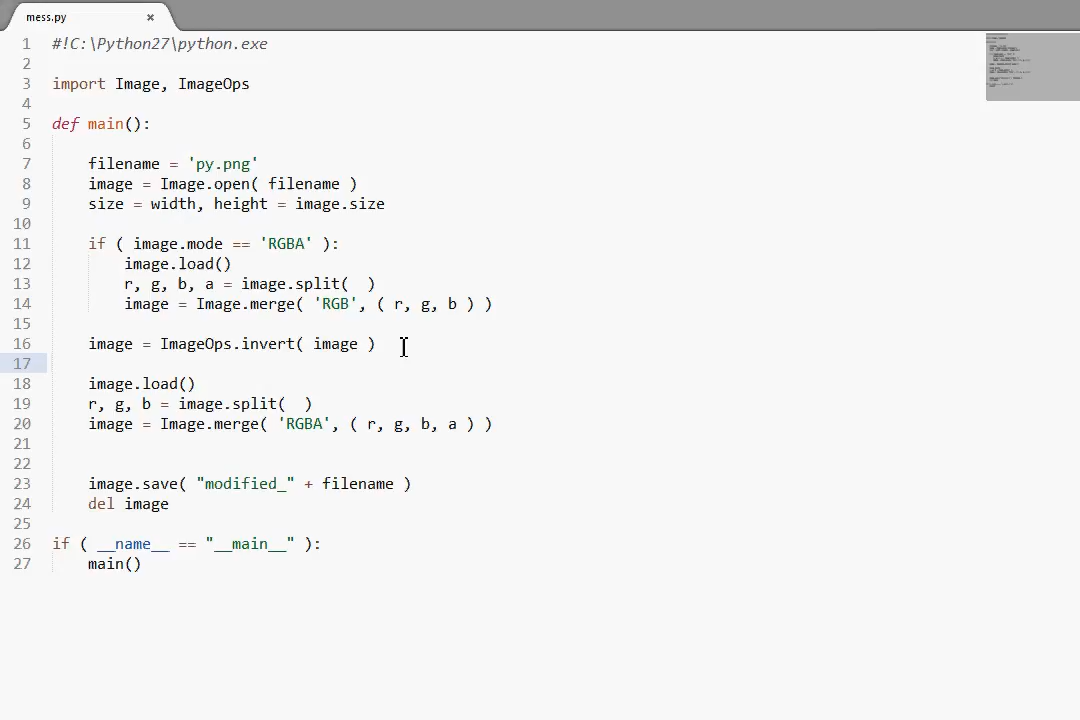 mess.py ×
1 #!C:\Python27\python.exe
2
3 import Image, ImageOps
4
5 def main():
6
7 filename = 'py.png'
8 image = Image.open( filename )
9 size = width, height = image.size
10
11 if ( image.mode == 'RGBA' ):
12 image.load()
13 r, g, b, a = image.split(  )
14 image = Image.merge( 'RGB', ( r, g, b ) )
15
16 image = ImageOps.invert( image )
17
18 image.load()
19 r, g, b = image.split(  )
20 image = Image.merge( 'RGBA', ( r, g, b, a ) )
21
22
23 image.save( "modified_" + filename )
24 del image
25
26 if ( __name__ == "__main__" ):
27 main()